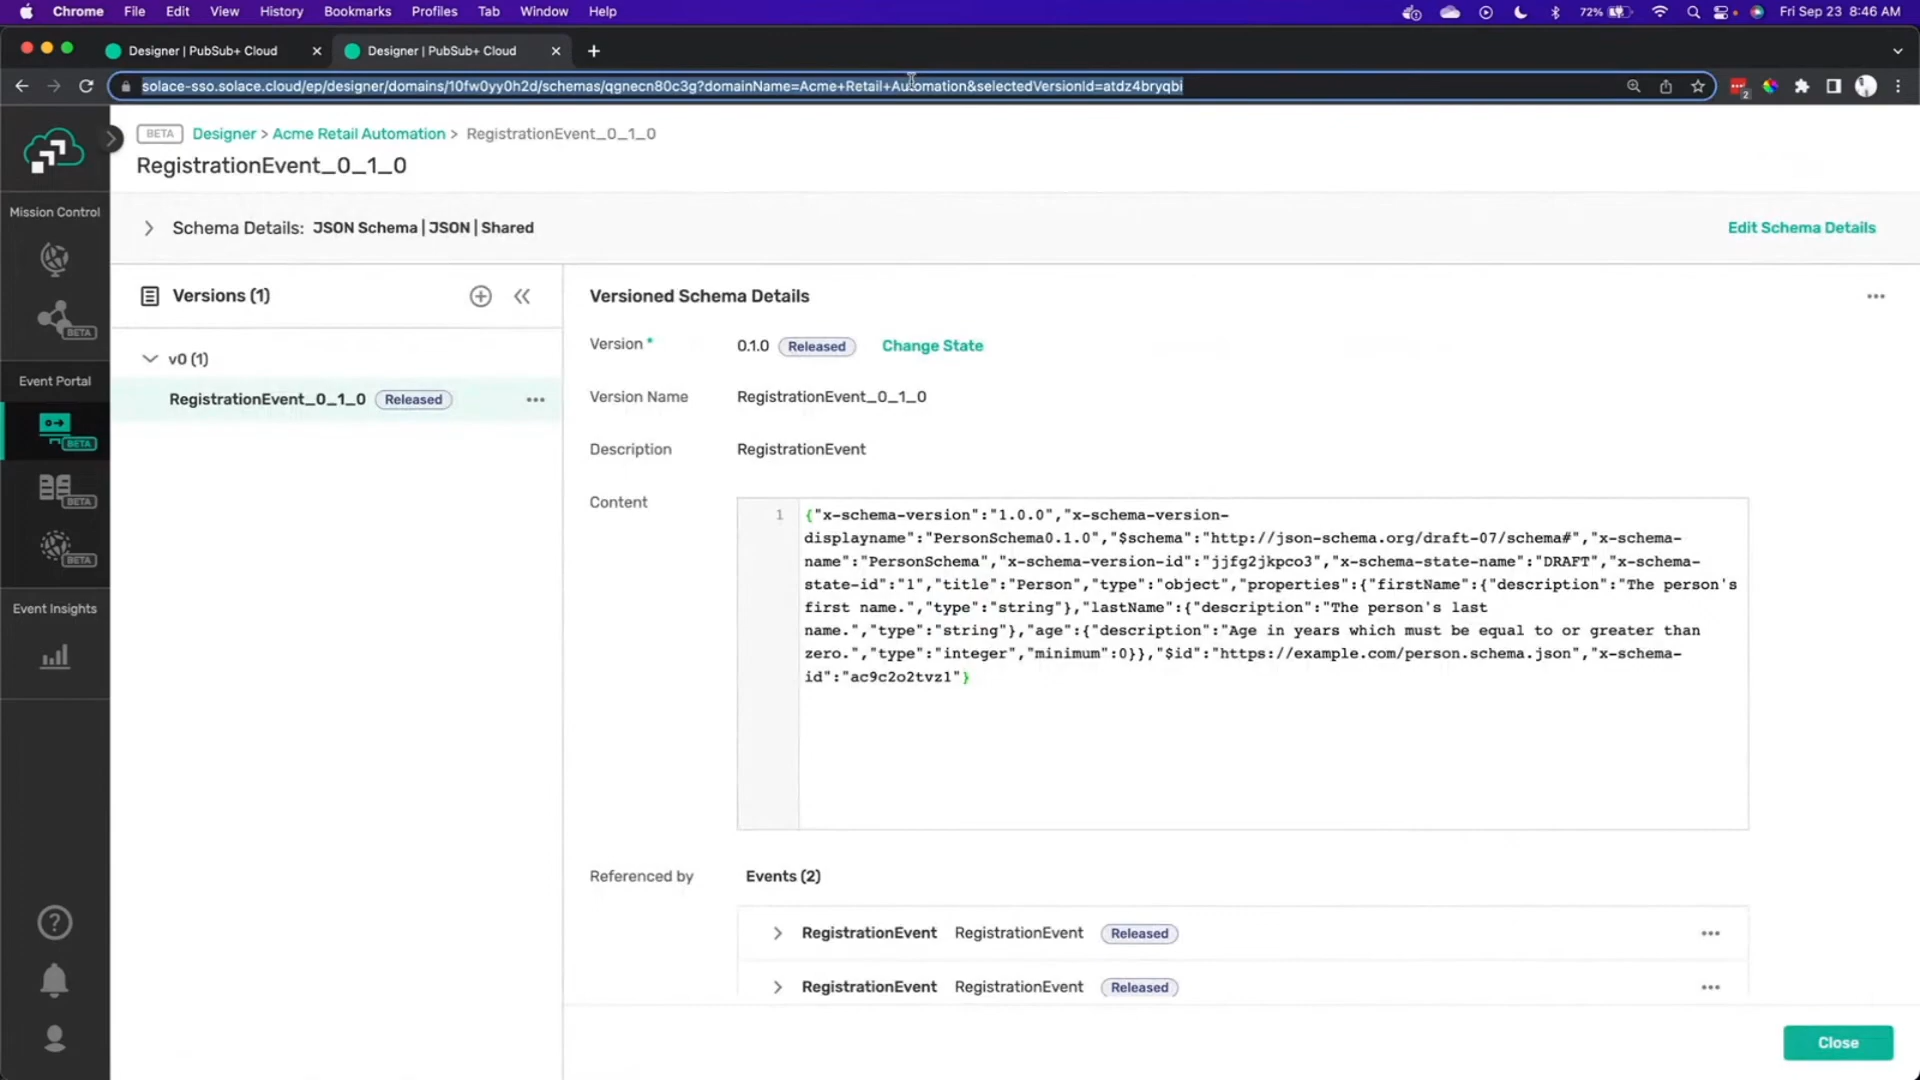 Chrome File Edit View History Bookmarks Profiles Tab Window Help 72% Fri Sep 23 8:46 AM
Designer | PubSub+ Cloud Designer | PubSub+ Cloud
solace-sso.solace.cloud/ep/designer/domains/10fw0yy0h2d/schemas/qgnecn80c3g?domainName=Acme+Retail+Automation&selectedVersionId=atdz4bryqbi 2
BETA Designer > Acme Retail Automation > RegistrationEvent_0_1_0
RegistrationEvent_0_1_0
Mission Control
BETA
Event Portal
BETA
BETA
BETA
Event Insights
Schema Details: JSON Schema | JSON | Shared Edit Schema Details
Versions (1)
v0 (1)
RegistrationEvent_0_1_0 Released
Versioned Schema Details
Version * 0.1.0 Released Change State
Version Name RegistrationEvent_0_1_0
Description RegistrationEvent
Content
1 {"x-schema-version":"1.0.0","x-schema-version-
displayname":"PersonSchema0.1.0","$schema":"http://json-schema.org/draft-07/schema#","x-schema-
name":"PersonSchema","x-schema-version-id":"jjfg2jkpco3","x-schema-state-name":"DRAFT","x-schema-
state-id":"1","title":"Person","type":"object","properties":{"firstName":{"description":"The person's
first name.","type":"string"},"lastName":{"description":"The person's last
name.","type":"string"},"age":{"description":"Age in years which must be equal to or greater than
zero.","type":"integer","minimum":0}},"$id":"https://example.com/person.schema.json","x-schema-
id":"ac9c2o2tvz1"}
Referenced by Events (2)
RegistrationEvent RegistrationEvent Released
RegistrationEvent RegistrationEvent Released
Close